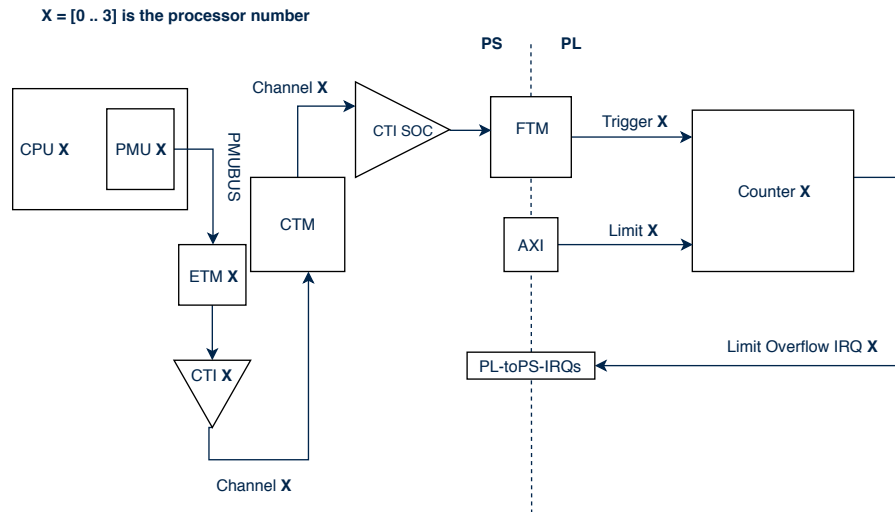 X = [0 .. 3] is the processor number
PS
PL
Channel X
CPU X
PMU X
PMUBUS
CTI SOC
FTM
Trigger X
Counter X
CTM
AXI
Limit X
ETM X
CTI X
PL-toPS-IRQs
Limit Overflow IRQ X
Channel X